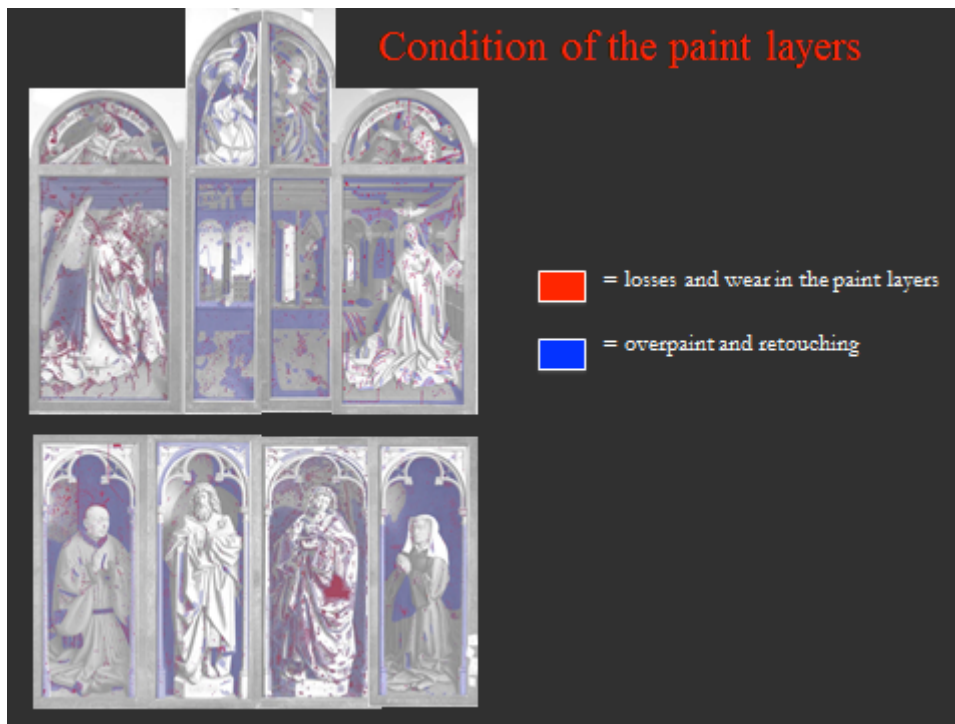 Condition of the paint layers
= losses and wear in the paint layers
= overpaint and retouching